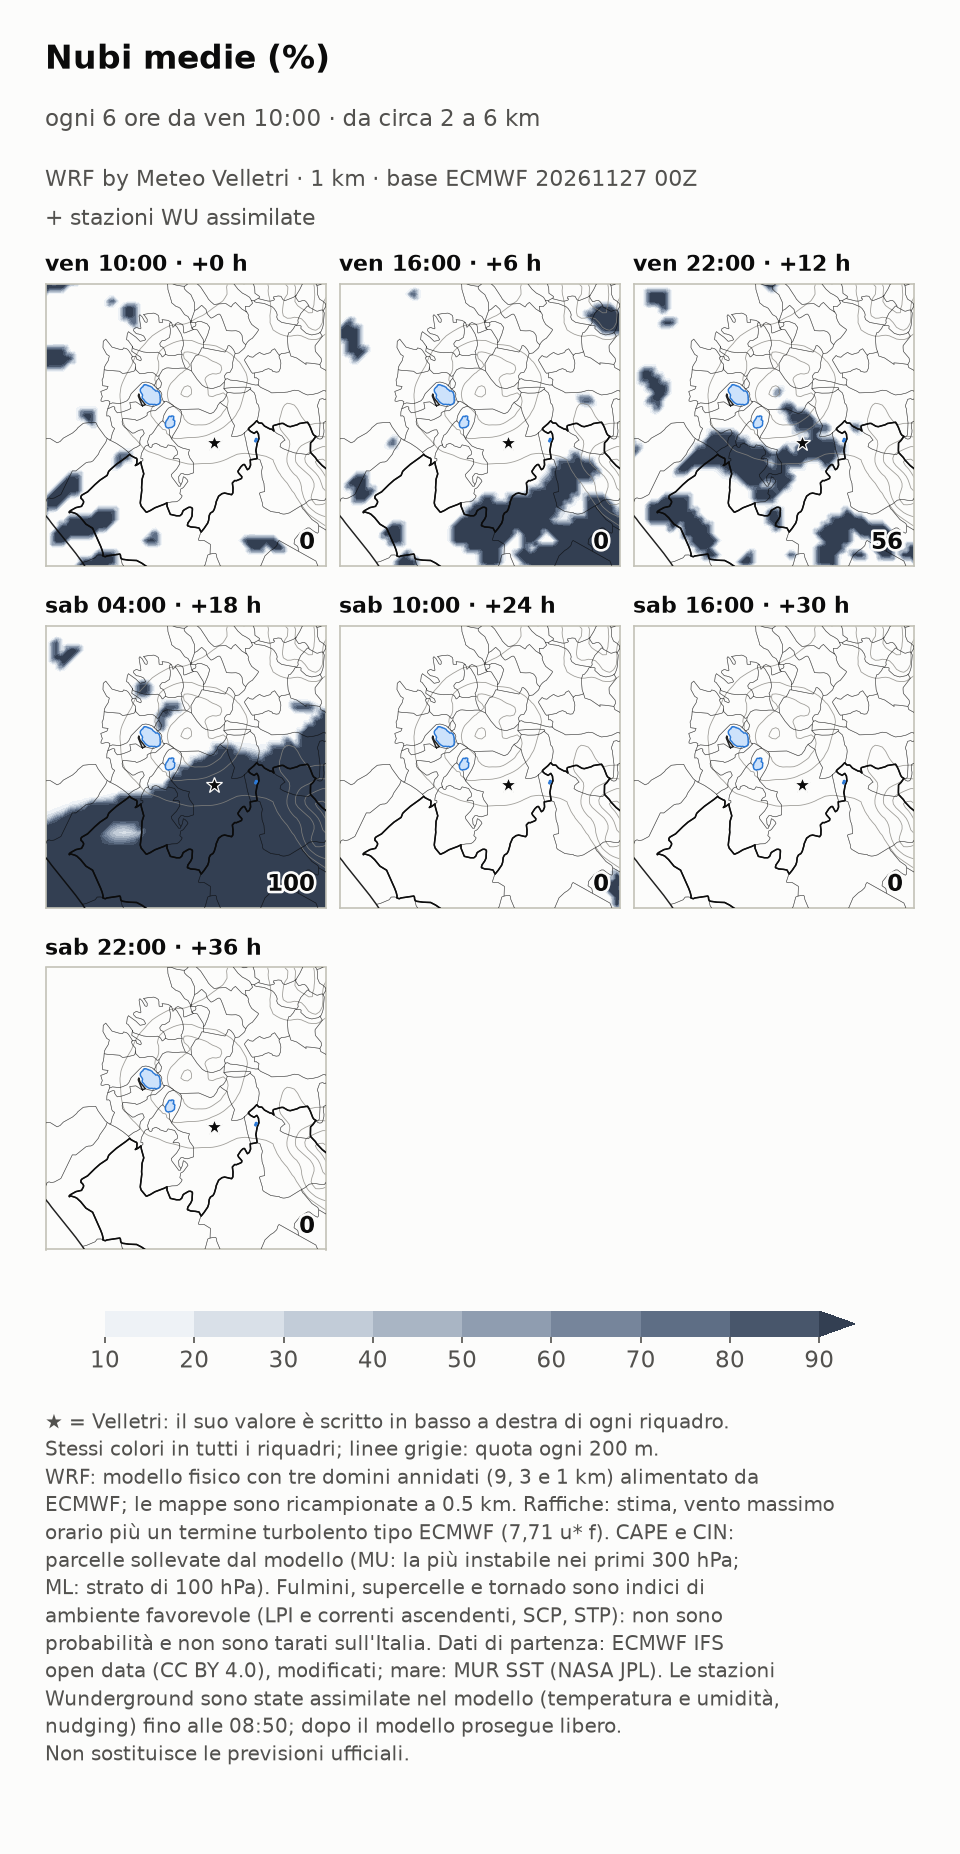 Nubi medie (%)
ogni 6 ore da ven 10:00 · da circa 2 a 6 km
WRF by Meteo Velletri · 1 km · base ECMWF 20261127 00Z
+ stazioni WU assimilate
ven 10:00 · +0 h
ven 16:00 · +6 h
ven 22:00 · +12 h
0
0
56
sab 04:00 · +18 h
sab 10:00 · +24 h
sab 16:00 · +30 h
100
0
0
sab 22:00 · +36 h
0
10 20 30 40 50 60 70 80 90
★ = Velletri: il suo valore è scritto in basso a destra di ogni riquadro.
Stessi colori in tutti i riquadri; linee grigie: quota ogni 200 m.
WRF: modello fisico con tre domini annidati (9, 3 e 1 km) alimentato da
ECMWF; le mappe sono ricampionate a 0.5 km. Raffiche: stima, vento massimo
orario più un termine turbolento tipo ECMWF (7,71 u* f). CAPE e CIN:
parcelle sollevate dal modello (MU: la più instabile nei primi 300 hPa;
ML: strato di 100 hPa). Fulmini, supercelle e tornado sono indici di
ambiente favorevole (LPI e correnti ascendenti, SCP, STP): non sono
probabilità e non sono tarati sull'Italia. Dati di partenza: ECMWF IFS
open data (CC BY 4.0), modificati; mare: MUR SST (NASA JPL). Le stazioni
Wunderground sono state assimilate nel modello (temperatura e umidità,
nudging) fino alle 08:50; dopo il modello prosegue libero.
Non sostituisce le previsioni ufficiali.